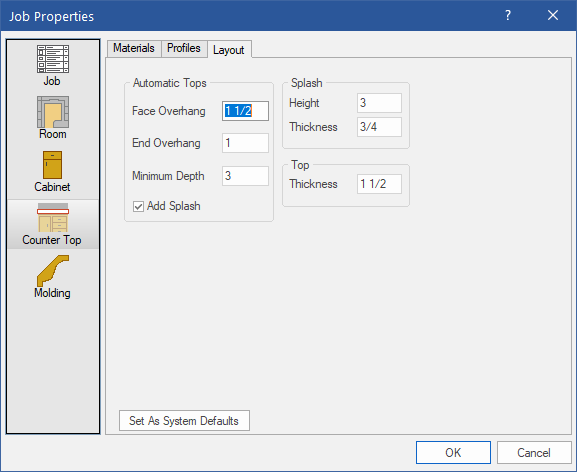 Job Properties
?
Job
Room
Cabinet
Counter Top
Molding
Materials
Profiles
Layout
Automatic Tops
Face Overhang 1 1/2
End Overhang 1
Minimum Depth 3
Add Splash
Splash
Height 3
Thickness 3/4
Top
Thickness 1 1/2
Set As System Defaults
OK
Cancel